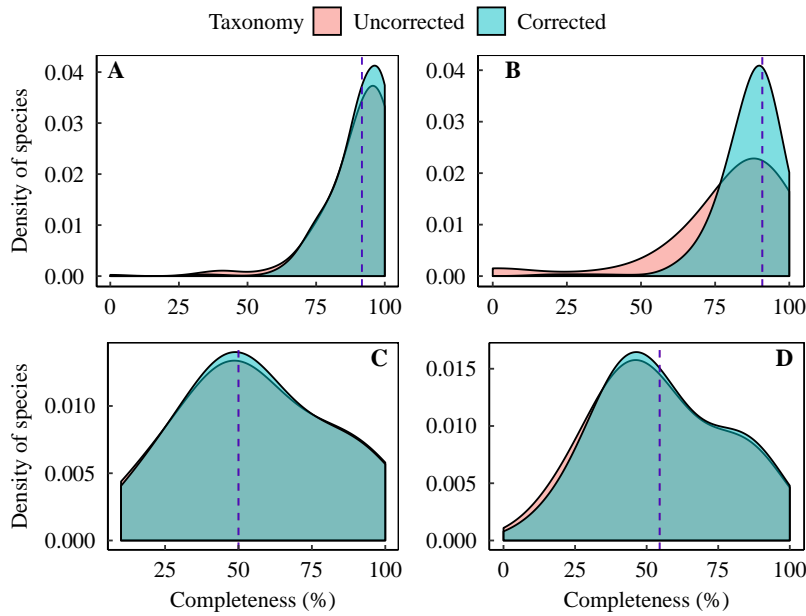 Taxonomy Uncorrected Corrected
A
B
Density of species
0.04
0.03
0.02
0.01
0.00
0 25 50 75 100
0.04
0.03
0.02
0.01
0.00
0 25 50 75 100
C
D
Density of species
0.010
0.005
0.000
25 50 75 100
Completeness (%)
0.015
0.010
0.005
0.000
0 25 50 75 100
Completeness (%)